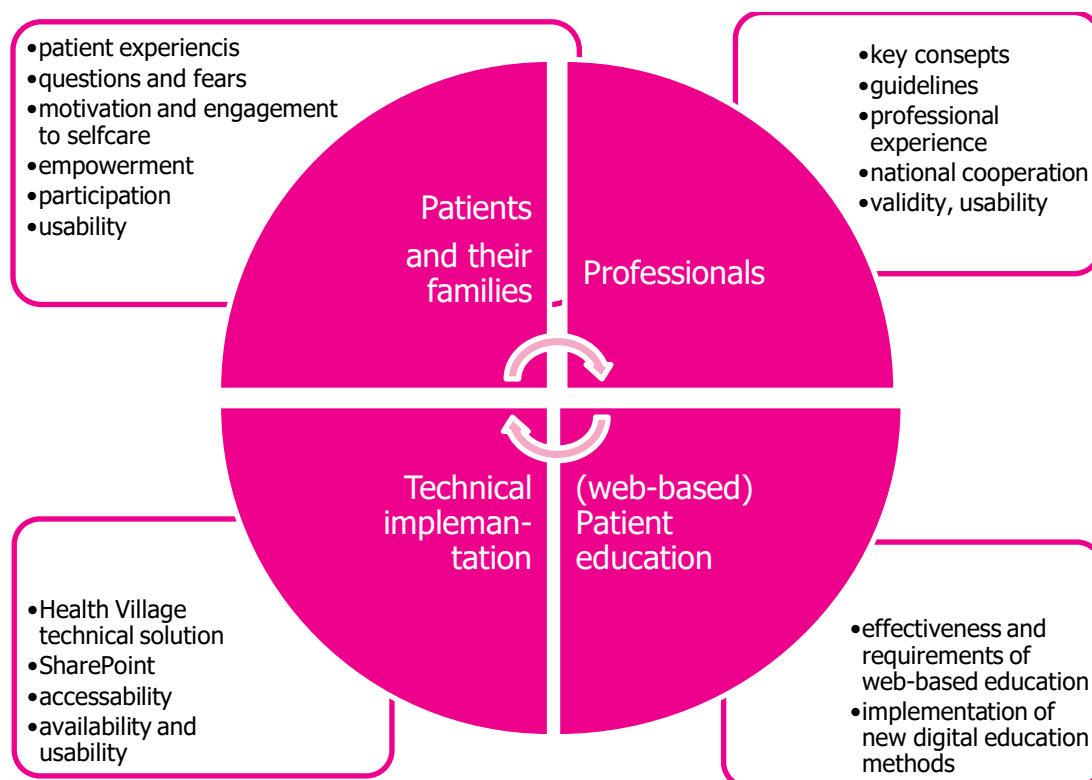 •patient experiencis
•questions and fears
•motivation and engagement
to selfcare
•empowerment
•participation
•usability
•key consepts
•guidelines
•professional
experience
•national cooperation
•validity, usability
Patients
and their
families
Professionals
Technical
impleman-
tation
(web-based)
Patient
education
•Health Village
technical solution
•SharePoint
•accessability
•availability and
usability
•effectiveness and
requirements of
web-based education
•implementation of
new digital education
methods